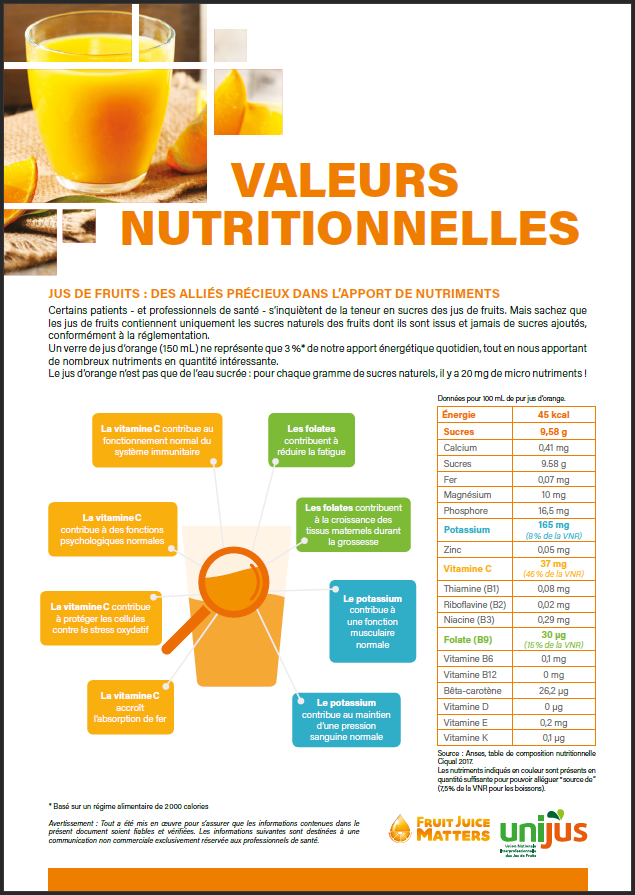 VALEURS
NUTRITIONNELLES
JUS DE FRUITS : DES ALLIÉS PRÉCIEUX DANS L'APPORT DE NUTRIMENTS
Certains patients - et professionnels de santé - s'inquiètent de la teneur en sucres des jus de fruits. Mais sachez que
les jus de fruits contiennent uniquement les sucres naturels des fruits dont ils sont issus et jamais de sucres ajoutés,
conformément à la réglementation.
Un verre de jus d'orange (150 mL) ne représente que 3 %* de notre apport énergétique quotidien, tout en nous apportant
de nombreux nutriments en quantité intéressante.
Le jus d'orange n'est pas que de l'eau sucrée : pour chaque gramme de sucres naturels, il y a 20 mg de micro nutriments !
La vitamine C contribue au
fonctionnement normal du
système immunitaire
Les folates
contribuent à
réduire la fatigue
La vitamine C
contribue à des fonctions
psychologiques normales
Les folates contribuent
à la croissance des
tissus maternels durant
la grossesse
La vitamine C contribue
à protéger les cellules
contre le stress oxydatif
Le potassium
contribue à
une fonction
musculaire
normale
La vitamine C
accroît
l'absorption de fer
Le potassium
contribue au maintien
d'une pression
sanguine normale
Données pour 100 mL de pur jus d'orange.
Énergie 45 kcal
Sucres 9,58 g
Calcium 0,41 mg
Sucres 9.58 g
Fer 0,07 mg
Magnésium 10 mg
Phosphore 16,5 mg
Potassium 165 mg
(8% de la VNR)
Zinc 0,05 mg
Vitamine C 37 mg
(46% de la VNR)
Thiamine (B1) 0,08 mg
Riboflavine (B2) 0,02 mg
Niacine (B3) 0,29 mg
Folate (B9) 30 µg
(15% de la VNR)
Vitamine B6 0,1 mg
Vitamine B12 0 mg
Bêta-carotène 26,2 µg
Vitamine D 0 µg
Vitamine E 0,2 mg
Vitamine K 0,1 µg
Source : Anses, table de composition nutritionnelle
Ciqual 2017.
Les nutriments indiqués en couleur sont présents en
quantité suffisante pour pouvoir alléguer "source de"
(7,5% de la VNR pour les boissons).
* Basé sur un régime alimentaire de 2 000 calories
Avertissement : Tout a été mis en œuvre pour s'assurer que les informations contenues dans le
présent document soient fiables et vérifiées. Les informations suivantes sont destinées à une
communication non commerciale exclusivement réservée aux professionnels de santé.
FRUIT JUICE
MATTERS
unijus
Union Nationale
Interprofessionnelle
des Jus de Fruits